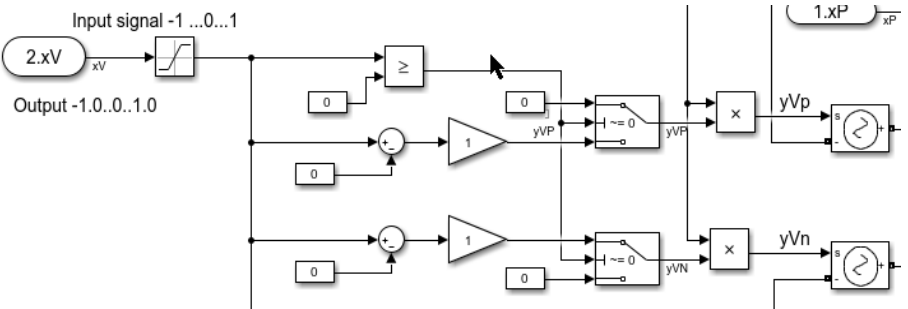 Input signal -1 ...0...1
1.xP
xP
2.xV
xV
≥
Output -1.0..0..1.0
0
0
yVP
~= 0
yVP
×
yVp
s
+
-
+
-
1
0
+
-
1
0
0
~= 0
yVN
×
yVn
s
+
-